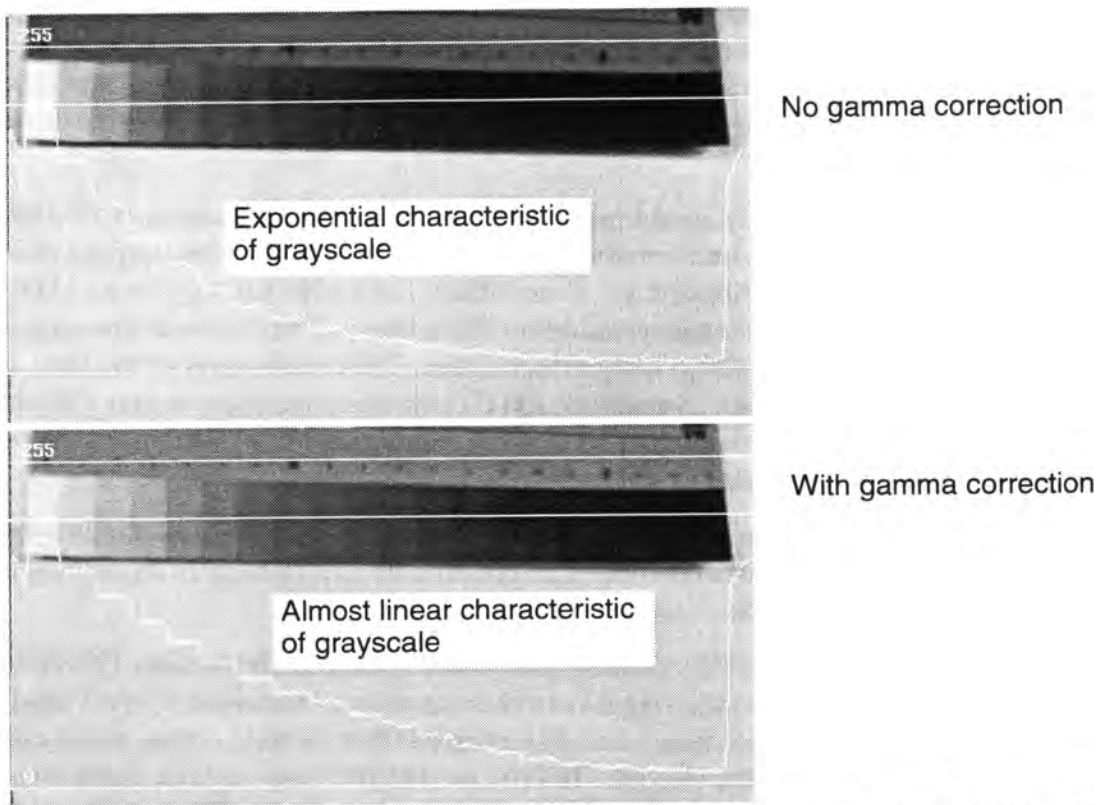 255
No gamma correction
Exponential characteristic
of grayscale
255
With gamma correction
Almost linear characteristic
of grayscale
0